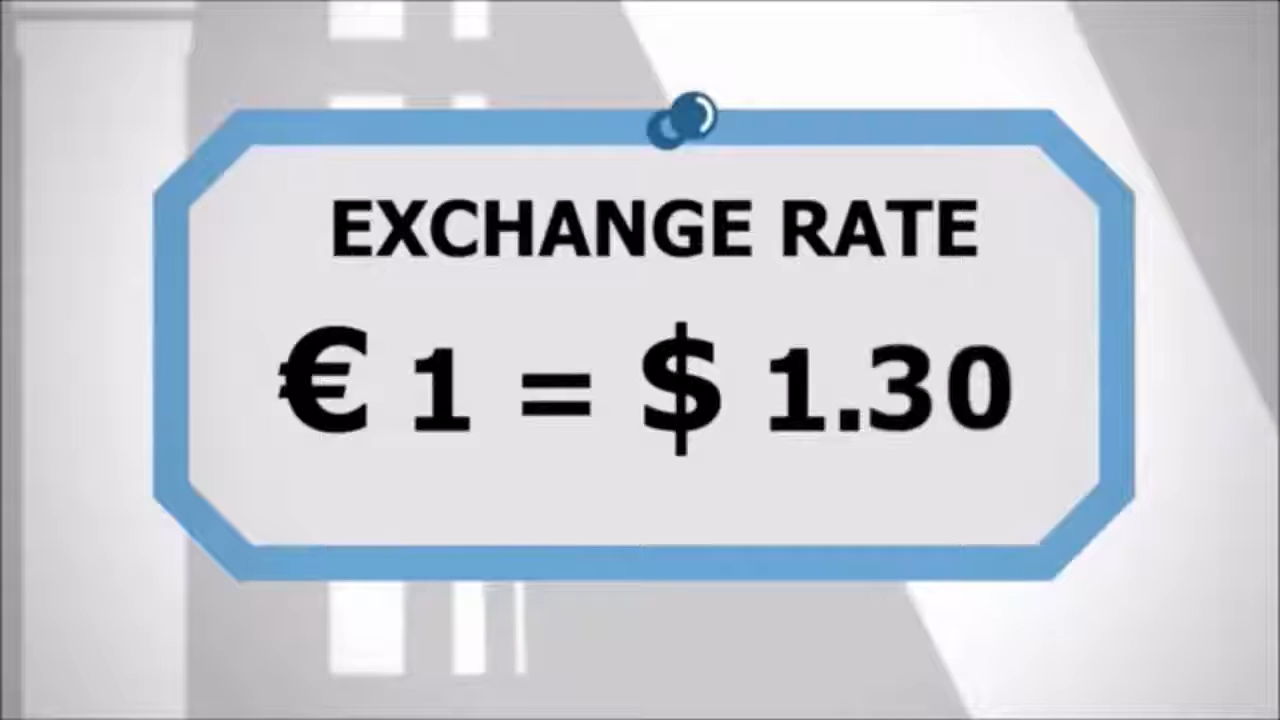 EXCHANGE RATE
€ 1 = $ 1.30